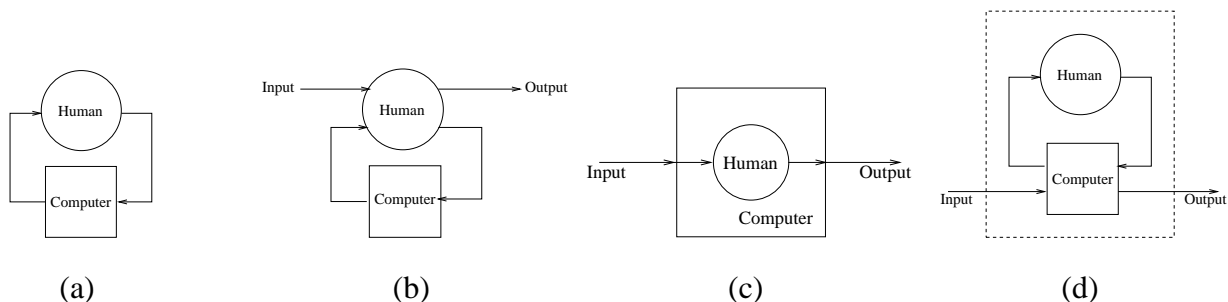 Human
Computer
(a)
Input
Human
Output
Computer
(b)
Input
Human
Output
Computer
(c)
Human
Computer
Input
Output
(d)